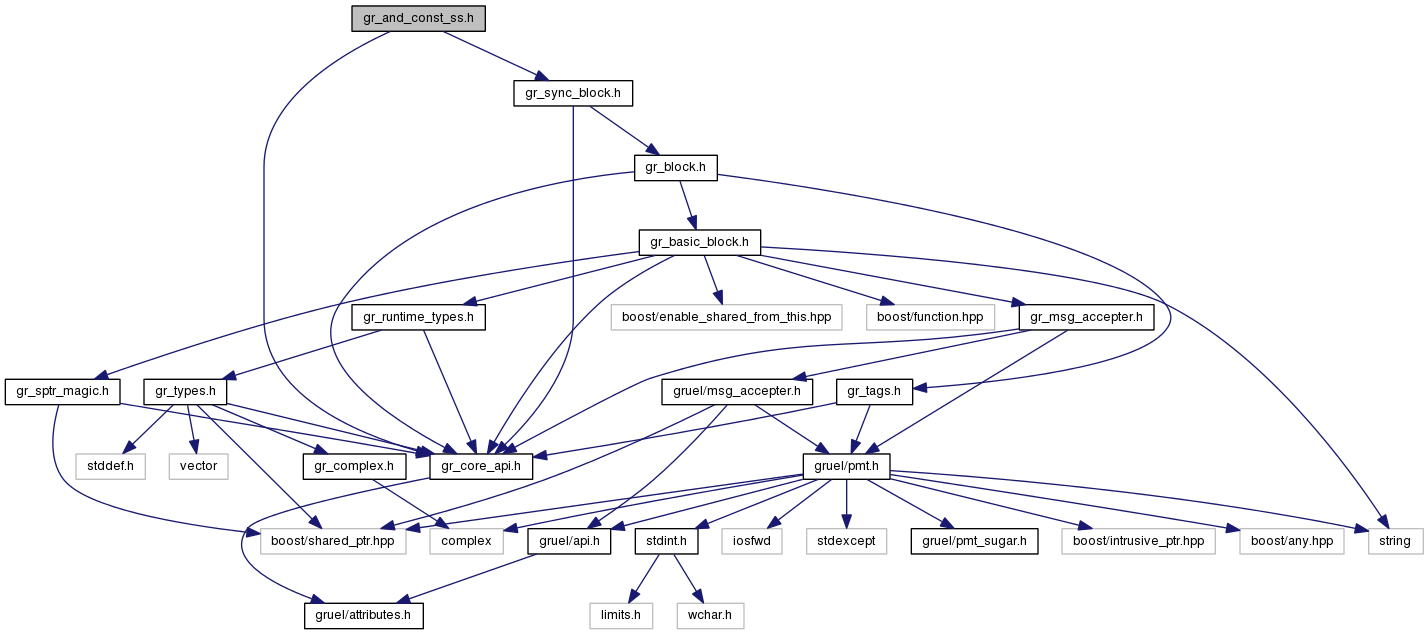 gr_and_const_ss.h
gr_sync_block.h
gr_block.h
gr_basic_block.h
gr_runtime_types.h
boost/enable_shared_from_this.hpp
boost/function.hpp
gr_msg_accepter.h
gr_sptr_magic.h
gr_types.h
gruel/msg_accepter.h
gr_tags.h
stddef.h
vector
gr_complex.h
gr_core_api.h
gruel/pmt.h
boost/shared_ptr.hpp
complex
gruel/api.h
stdint.h
iosfwd
stdexcept
gruel/pmt_sugar.h
boost/intrusive_ptr.hpp
boost/any.hpp
string
gruel/attributes.h
limits.h
wchar.h